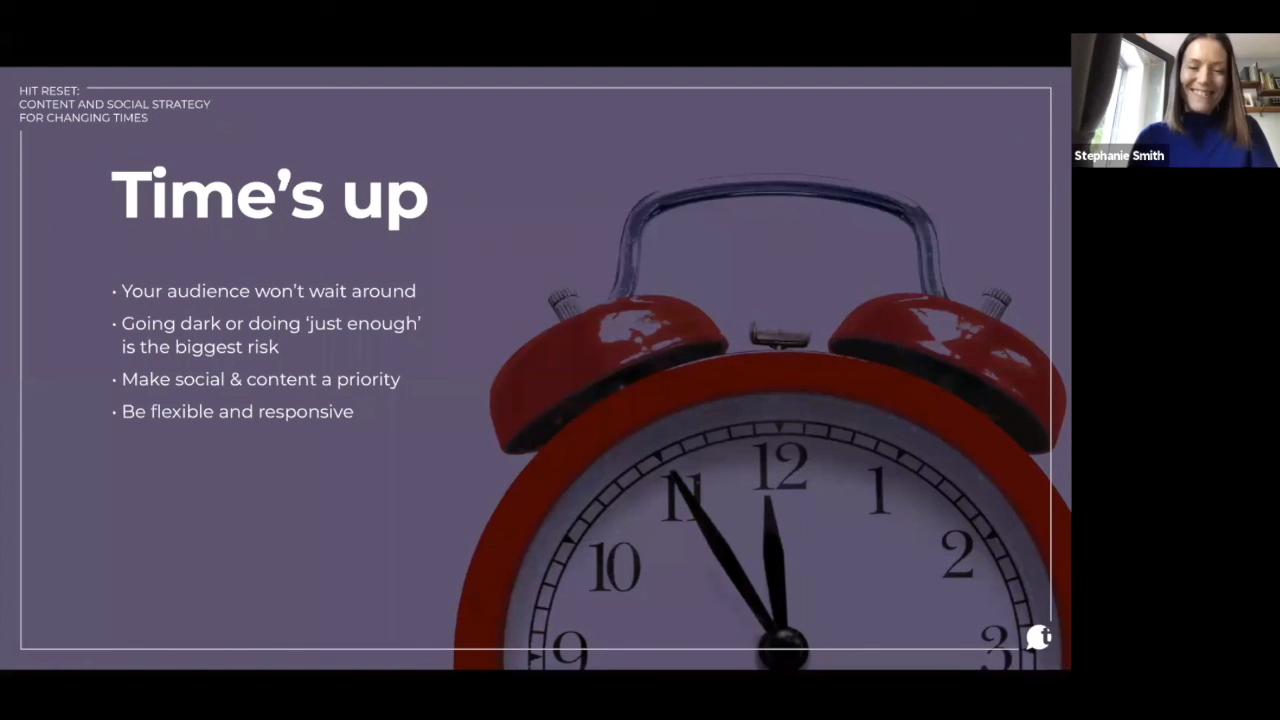 HIT RESET:
CONTENT AND SOCIAL STRATEGY
FOR CHANGING TIMES
Time’s up
• Your audience won’t wait around
• Going dark or doing ‘just enough’
is the biggest risk
• Make social & content a priority
• Be flexible and responsive
Stephanie Smith
12
11
1
10
2
9
3
t